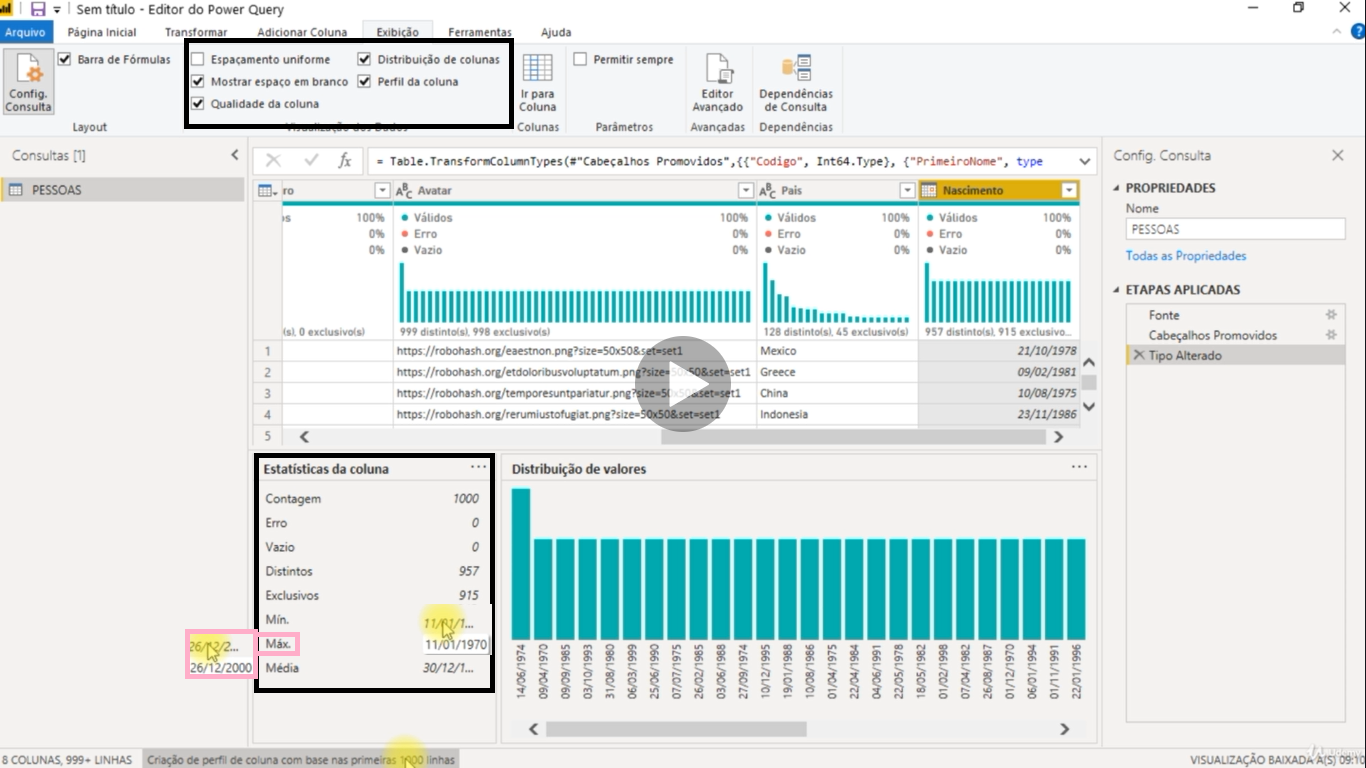 Sem título - Editor do Power Query
Arquivo Página Inicial Transformar Adicionar Coluna Exibição Ferramentas Ajuda
Config. Consulta
Barra de Fórmulas
Layout
Espaçamento uniforme
Distribuição de colunas
Mostrar espaço em branco
Perfil da coluna
Qualidade da coluna
Visualização dos Dados
Ir para Coluna
Colunas
Permitir sempre
Parâmetros
Editor Avançado
Avançadas
Dependências de Consulta
Dependências
Consultas [1]
PESSOAS
fx
= Table.TransformColumnTypes(#"Cabeçalhos Promovidos",{{"Codigo", Int64.Type}, {"PrimeiroNome", type
ro ABC Avatar ABC Pais Nascimento
os 100% Válidos 100% Válidos 100% Válidos 100%
0% Erro 0% Erro 0% Erro 0%
0% Vazio 0% Vazio 0% Vazio 0%
(s), 0 exclusivo(s) 999 distinto(s), 998 exclusivo(s) 128 distinto(s), 45 exclusivo(s) 957 distinto(s), 915 exclusivo...
1 https://robohash.org/eaestnon.png?size=50x50&set=set1 Mexico 21/10/1978
2 https://robohash.org/etdoloribusvoluptatum.png?size=50x50&set=set1 Greece 09/02/1981
3 https://robohash.org/temporesuntpariatur.png?size=50x50&set=set1 China 10/08/1975
4 https://robohash.org/rerumiustofugiat.png?size=50x50&set=set1 Indonesia 23/11/1986
5
Config. Consulta
PROPRIEDADES
Nome
PESSOAS
Todas as Propriedades
ETAPAS APLICADAS
Fonte
Cabeçalhos Promovidos
Tipo Alterado
Estatísticas da coluna ...
Contagem 1000
Erro 0
Vazio 0
Distintos 957
Exclusivos 915
Mín. 11/01/1...
11/01/1970
Máx.
26/12/2...
26/12/2000
Média 30/12/1...
Distribuição de valores ...
14/06/1974
09/04/1970
09/09/1985
03/10/1993
31/08/1980
06/03/1999
25/06/1990
07/07/1975
26/02/1985
06/03/1988
27/09/1994
10/12/1995
19/01/1988
10/08/1986
01/04/1975
22/04/1984
04/06/1991
22/05/1978
18/05/1982
01/02/1998
07/04/1982
26/08/1987
01/12/1970
06/01/1994
01/11/1991
22/01/1996
8 COLUNAS, 999+ LINHAS
Criação de perfil de coluna com base nas primeiras 1000 linhas
VISUALIZAÇÃO BAIXADA À(S) 09:10
Udemy